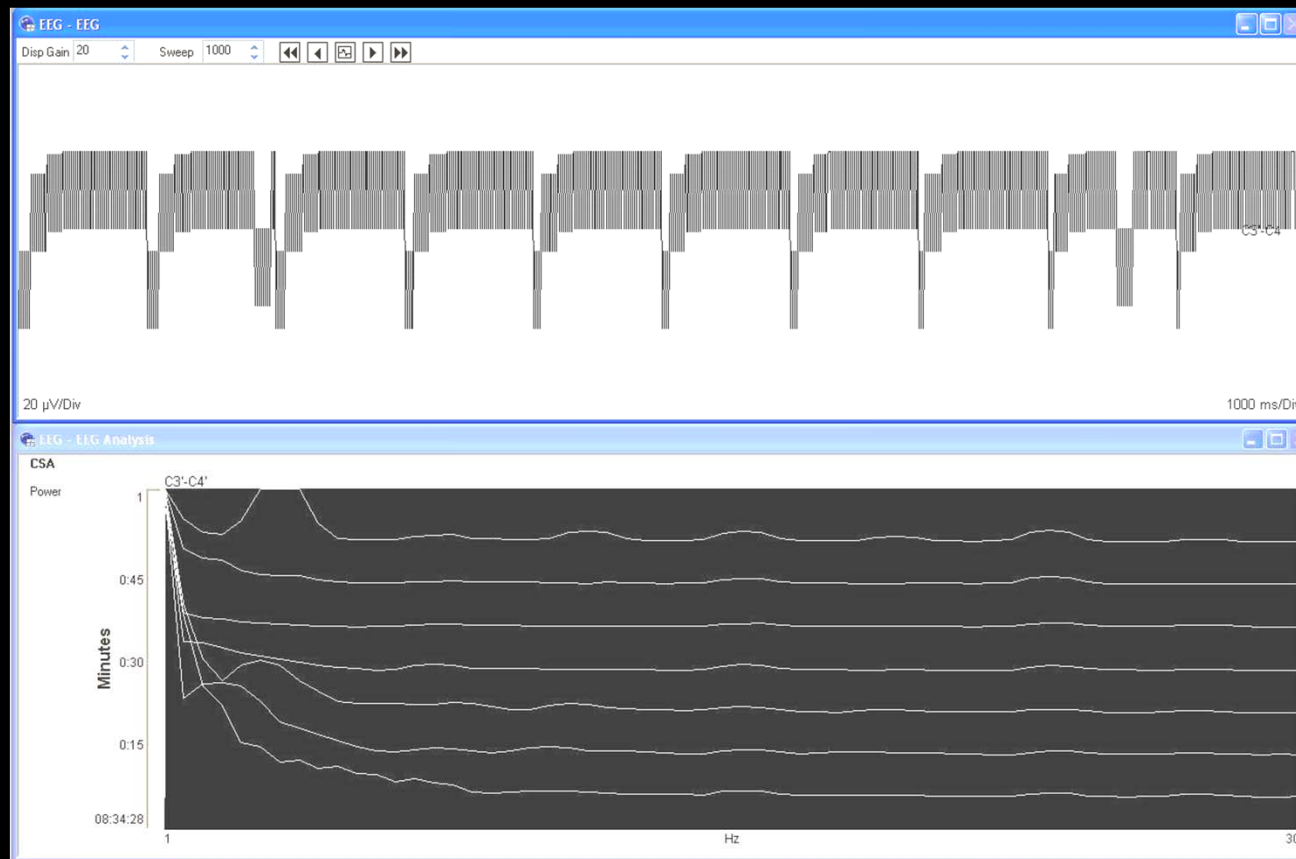 EEG - EEG
Disp Gain 20 Sweep 1000
C3'-C4'
20 µV/Div
1000 ms/Div
EEG - EEG Analysis
CSA
C3'-C4'
Power
1
0:45
Minutes
0:30
0:15
08:34:28
1
Hz
30